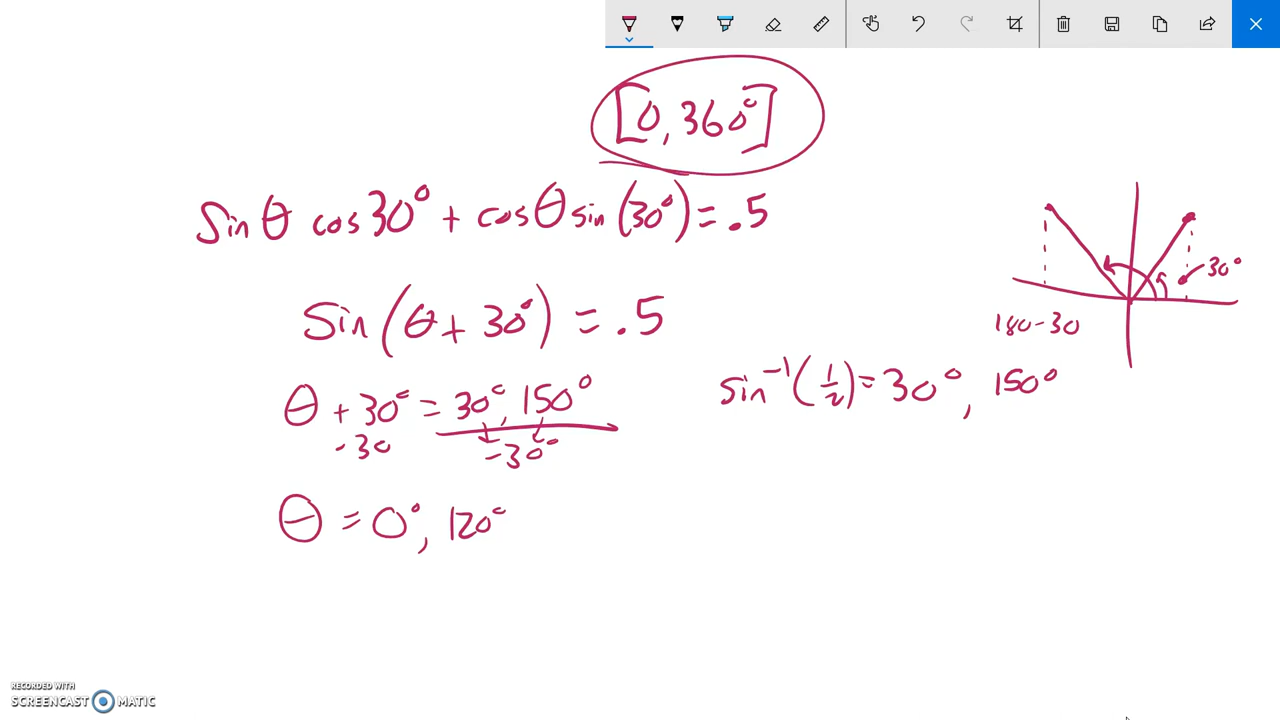 [0, 360°]
Sin θ cos 30° + cos θ sin (30°) = .5
30°
Sin (θ + 30°) = .5
180-30
θ + 30° = 30°, 150°
sin⁻¹(1/2) = 30°, 150°
-30 -30°
θ = 0°, 120°
RECORDED WITH
SCREENCAST MATIC